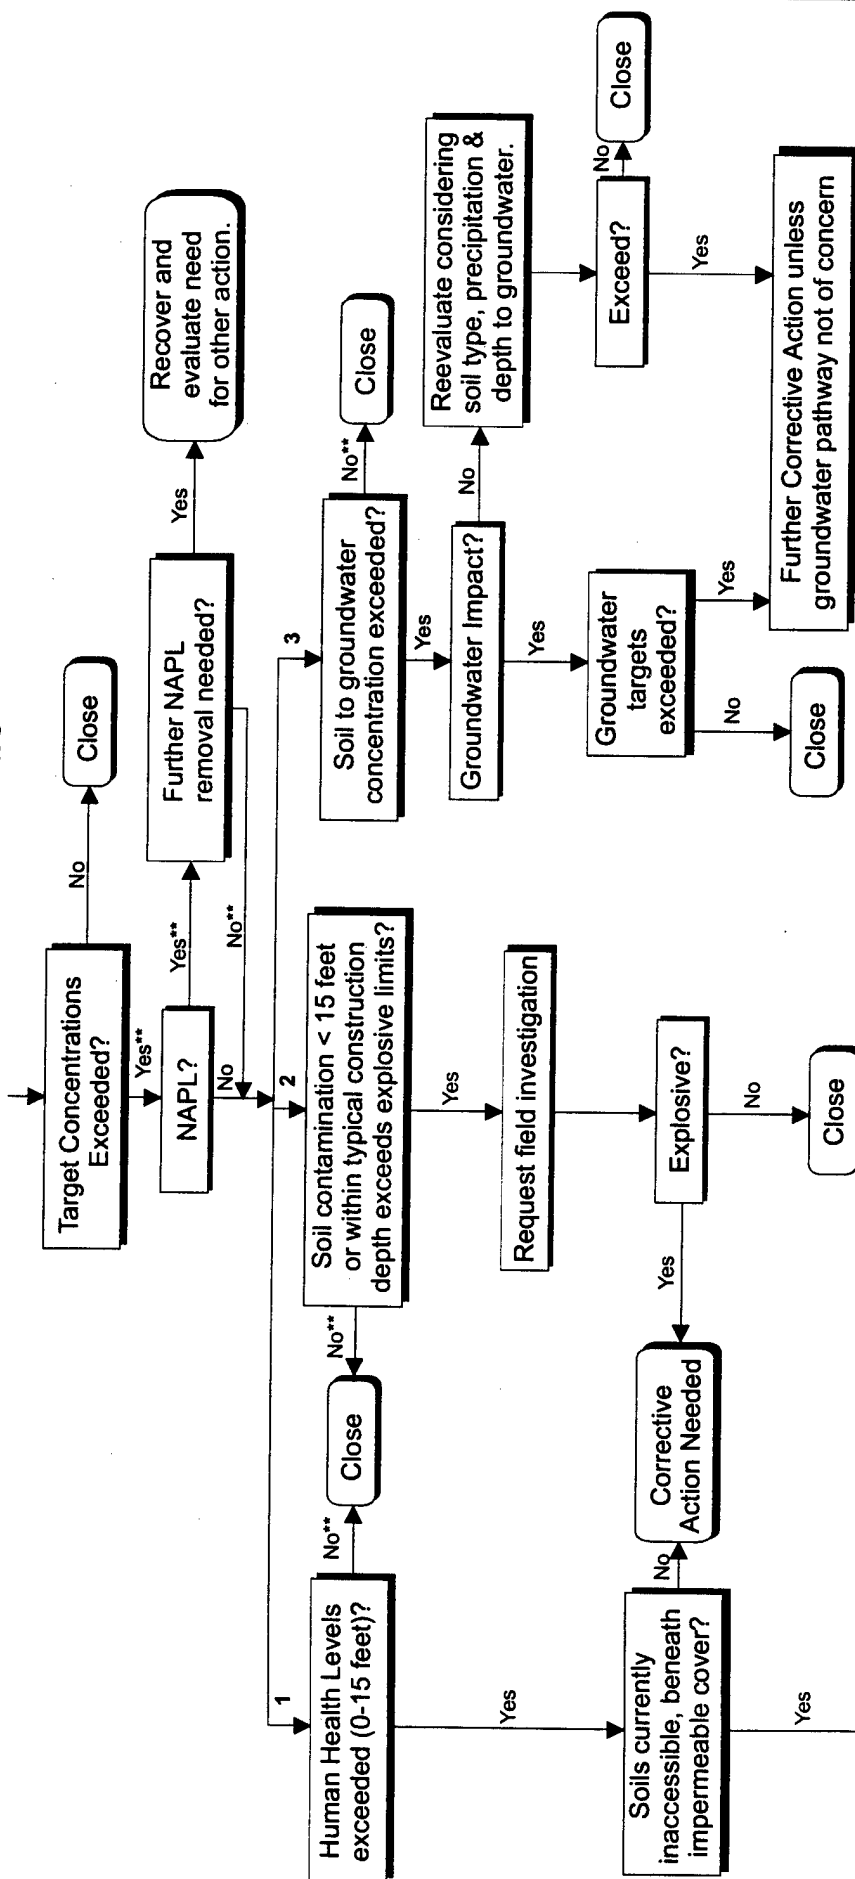 Target Concentrations
Exceeded?
No
Close
Yes**
NAPL?
Yes**
Further NAPL
removal needed?
Yes
Recover and
evaluate need
for other action.
No**
No
1
2
3
Human Health Levels
exceeded (0-15 feet)?
No**
Close
No**
Soil contamination < 15 feet
or within typical construction
depth exceeds explosive limits?
Soil to groundwater
concentration exceeded?
No**
Close
Yes
Yes
Yes
Request field investigation
Groundwater Impact?
No
Reevaluate considering
soil type, precipitation &
depth to groundwater.
Yes
Soils currently
inaccessible, beneath
impermeable cover?
No
Corrective
Action Needed
Yes
Explosive?
Groundwater
targets
exceeded?
Exceed?
No
Close
Yes
No
Close
No
Close
Yes
Yes
Further Corrective Action unless
groundwater pathway not of concern